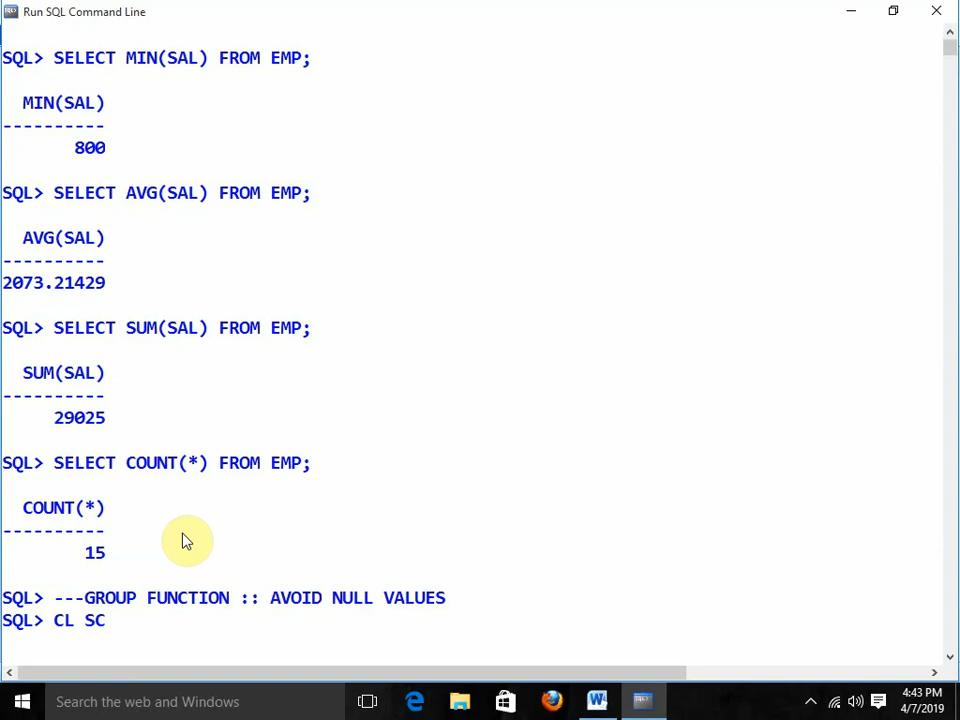 Run SQL Command Line
SQL> SELECT MIN(SAL) FROM EMP;
MIN(SAL)
----------
800
SQL> SELECT AVG(SAL) FROM EMP;
AVG(SAL)
----------
2073.21429
SQL> SELECT SUM(SAL) FROM EMP;
SUM(SAL)
----------
29025
SQL> SELECT COUNT(*) FROM EMP;
COUNT(*)
----------
15
SQL> ---GROUP FUNCTION :: AVOID NULL VALUES
SQL> CL SC
Search the web and Windows
4:43 PM
4/7/2019